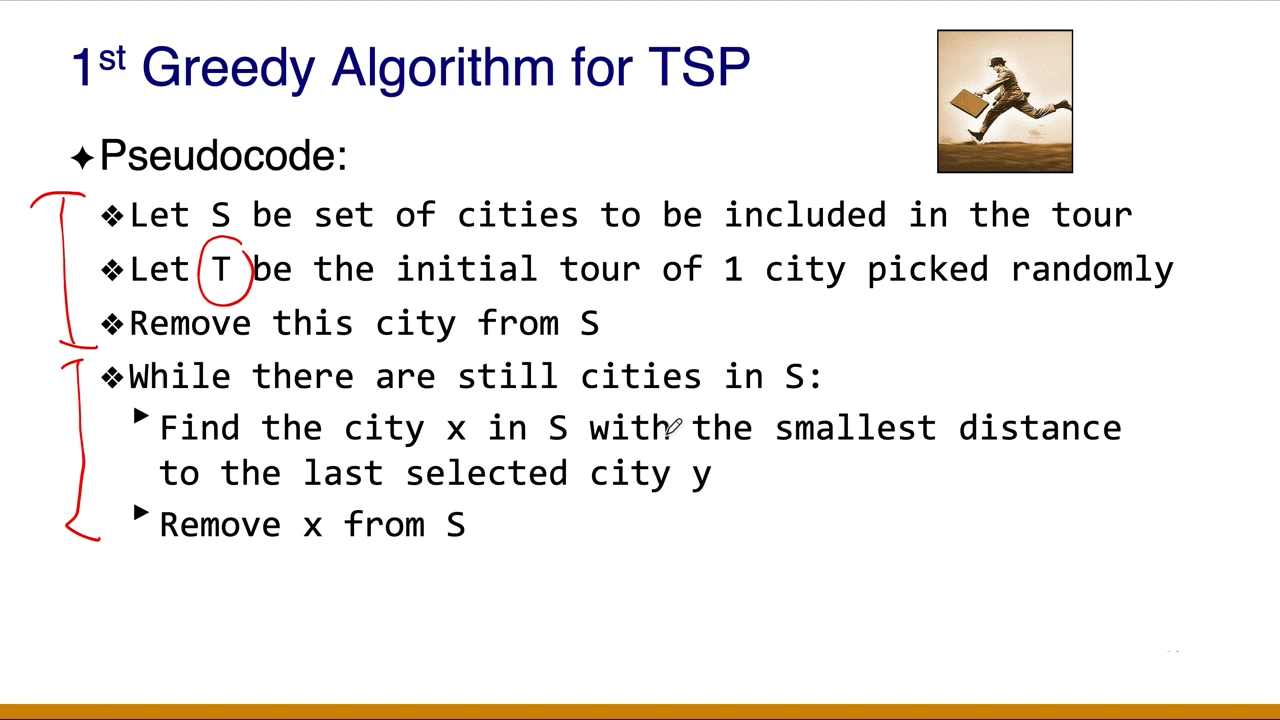 1st Greedy Algorithm for TSP
✦Pseudocode:
❖Let S be set of cities to be included in the tour
❖Let T be the initial tour of 1 city picked randomly
❖Remove this city from S
❖While there are still cities in S:
▶Find the city x in S with the smallest distance
to the last selected city y
▶Remove x from S